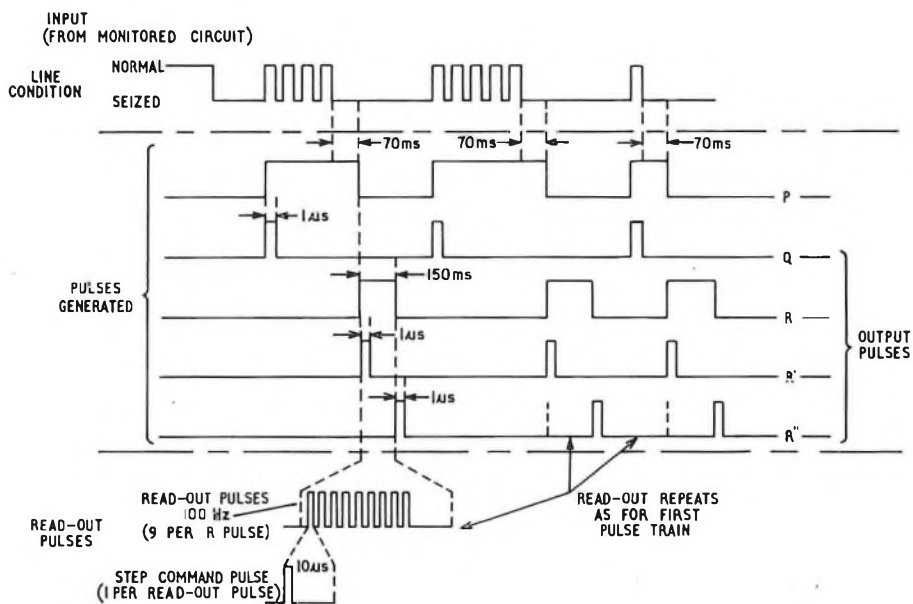 INPUT
(FROM MONITORED CIRCUIT)
LINE
CONDITION
NORMAL
SEIZED
70ms
70ms
70ms
P
1µs
Q
150ms
PULSES
GENERATED
R
OUTPUT
PULSES
1µs
R'
1µs
R"
READ-OUT PULSES
100 Hz
(9 PER R PULSE)
READ-OUT REPEATS
AS FOR FIRST
PULSE TRAIN
READ-OUT
PULSES
10µs
STEP COMMAND PULSE
(1 PER READ-OUT PULSE)